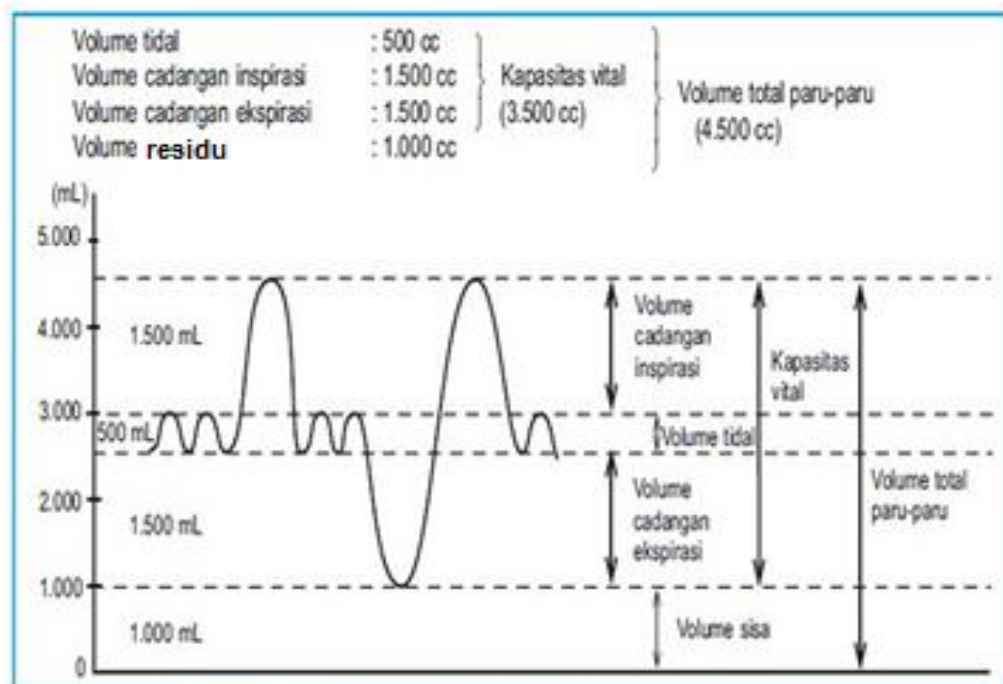 Volume tidal : 500 cc
Volume cadangan inspirasi : 1.500 cc
Volume cadangan ekspirasi : 1.500 cc
Volume residu : 1.000 cc
Kapasitas vital
(3.500 cc)
Volume total paru-paru
(4.500 cc)
(mL)
5.000
4.000
3.000
2.000
1.000
0
1.500 mL
500 mL
1.500 mL
1.000 mL
Volume
cadangan
inspirasi
Volume tidal
Volume
cadangan
ekspirasi
Volume sisa
Kapasitas
vital
Volume total
paru-paru